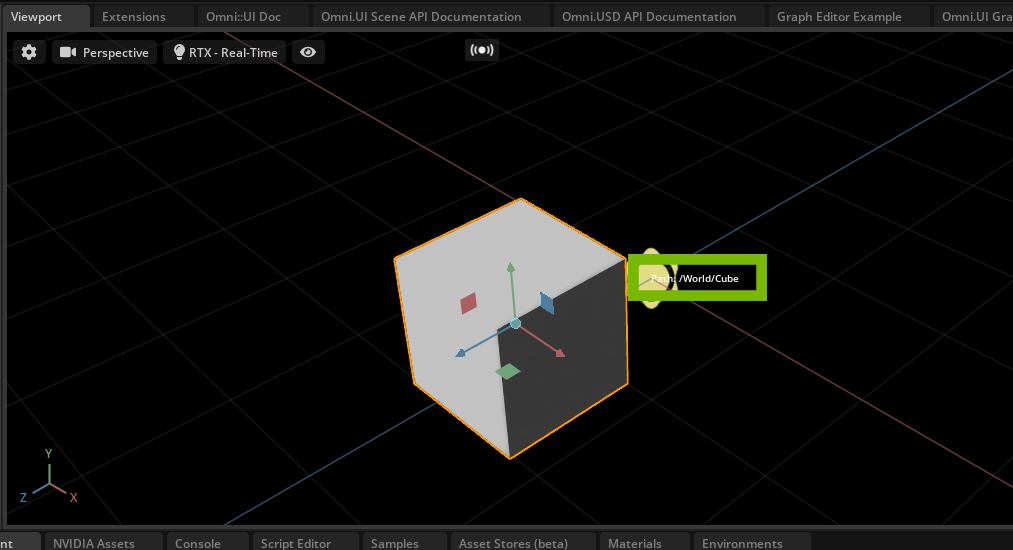 Viewport Extensions Omni::UI Doc Omni.UI Scene API Documentation Omni.USD API Documentation Graph Editor Example Omni.UI Gra
Perspective RTX - Real-Time
Path: /World/Cube
Y
Z X
nt NVIDIA Assets Console Script Editor Samples Asset Stores (beta) Materials Environments